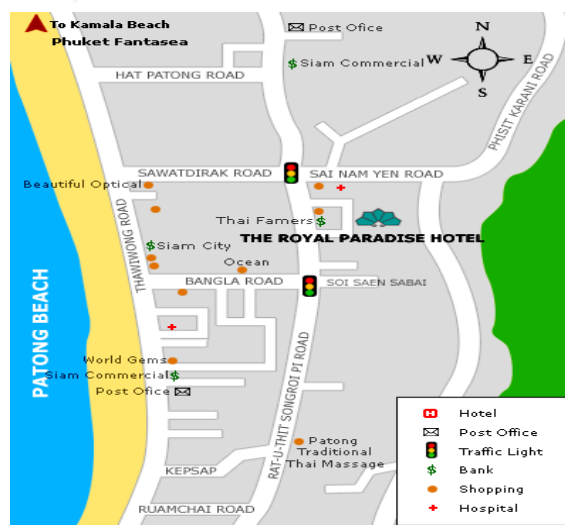 To Kamala Beach
Phuket Fantasea
Post Ofice
Siam Commercial
N
W
E
S
HAT PATONG ROAD
PHISIT KARANI ROAD
SAWATDIRAK ROAD
SAI NAM YEN ROAD
Beautiful Optical
Thai Famers
THE ROYAL PARADISE HOTEL
THAWIWONG ROAD
Siam City
Ocean
BANGLA ROAD
SOI SAEN SABAI
PATONG BEACH
World Gems
Siam Commercial
Post Ofice
RAT-U-THIT SONGROI PI ROAD
Patong
Traditional
Thai Massage
KEPSAP
RUAMCHAI ROAD
H Hotel
Post Office
Traffic Light
$ Bank
Shopping
Hospital